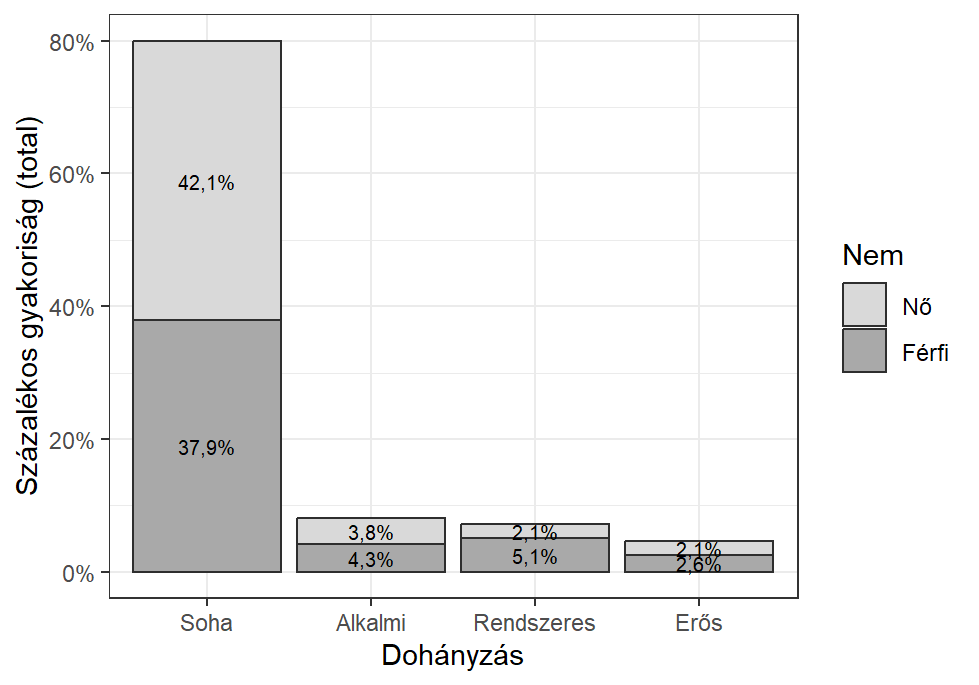 Százalékos gyakoriság (total)
80%
60%
40%
20%
0%
42,1%
37,9%
3,8%
4,3%
2,1%
5,1%
2,1%
2,6%
Soha Alkalmi Rendszeres Erős
Dohányzás
Nem
Nő
Férfi